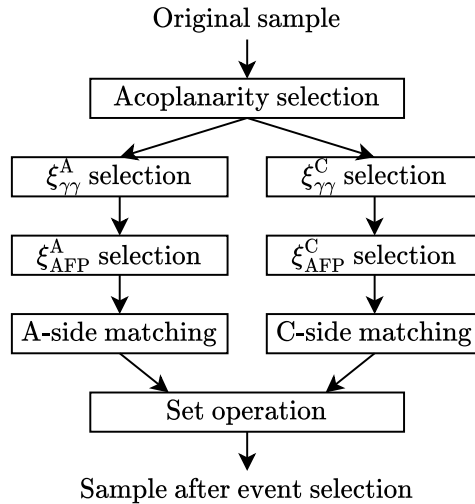 Original sample
Acoplanarity selection
ξ^A_γγ selection
ξ^C_γγ selection
ξ^A_AFP selection
ξ^C_AFP selection
A-side matching
C-side matching
Set operation
Sample after event selection